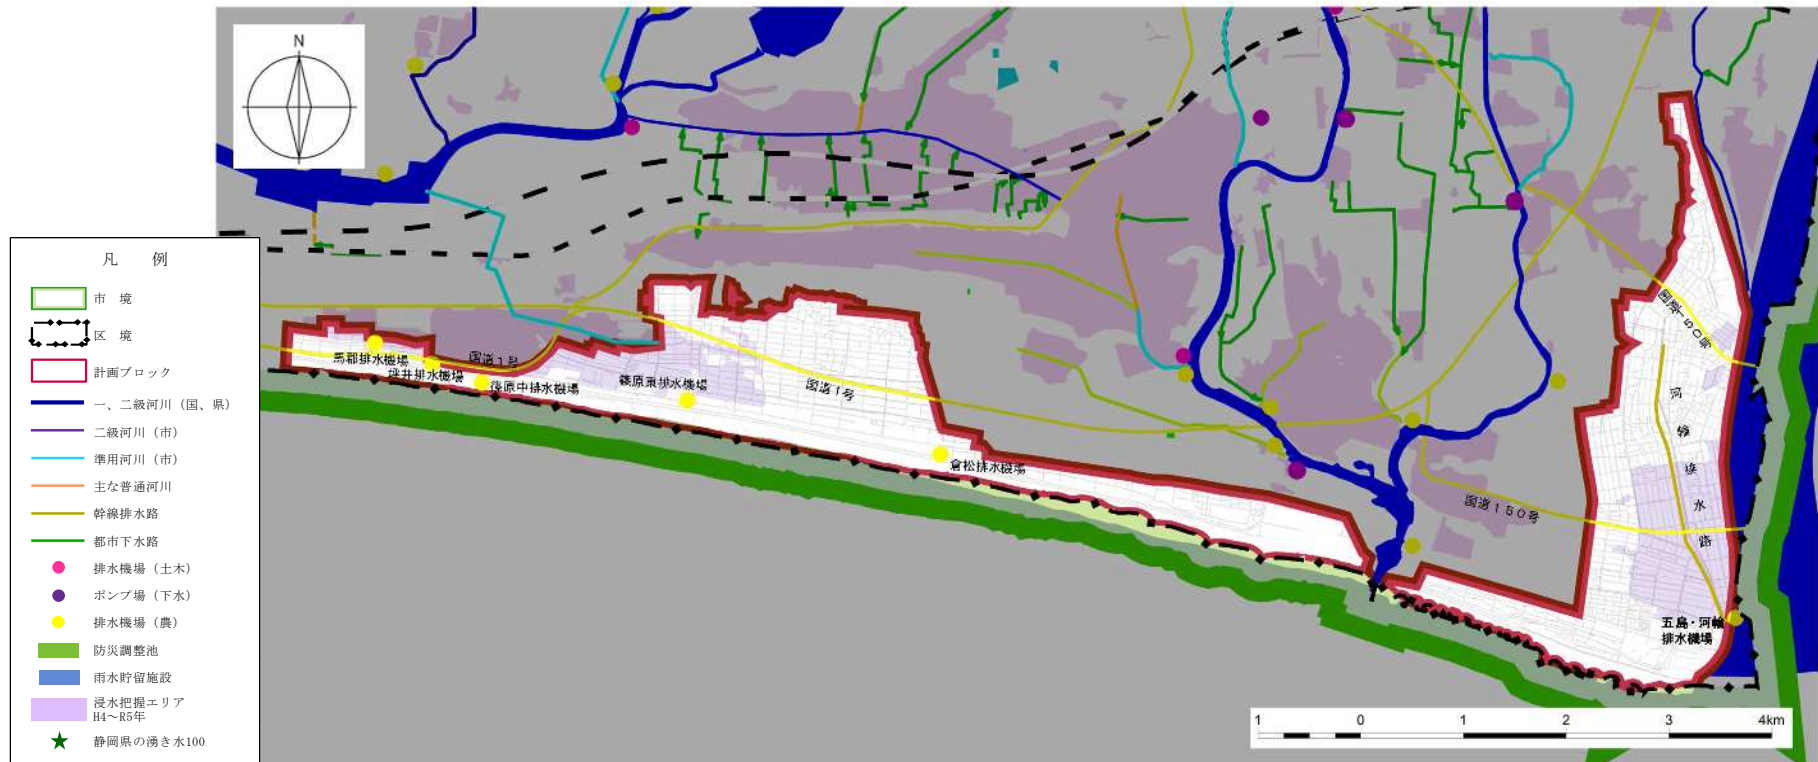 N
凡 例
市 境
区 境
計画ブロック
一、二級河川（国、県）
二級河川（市）
準用河川（市）
主な普通河川
幹線排水路
都市下水路
排水機場（土木）
ポンプ場（下水）
排水機場（農）
防災調整池
雨水貯留施設
浸水把握エリア
H4～R5年
静岡県の湧き水100
馬郡排水機場
坪井排水機場
国道1号
篠原中排水機場
篠原東排水機場
国道1号
倉松排水機場
国道150号
国道150号
河輪排水路
五島・河輪
排水機場
1 0 1 2 3 4km